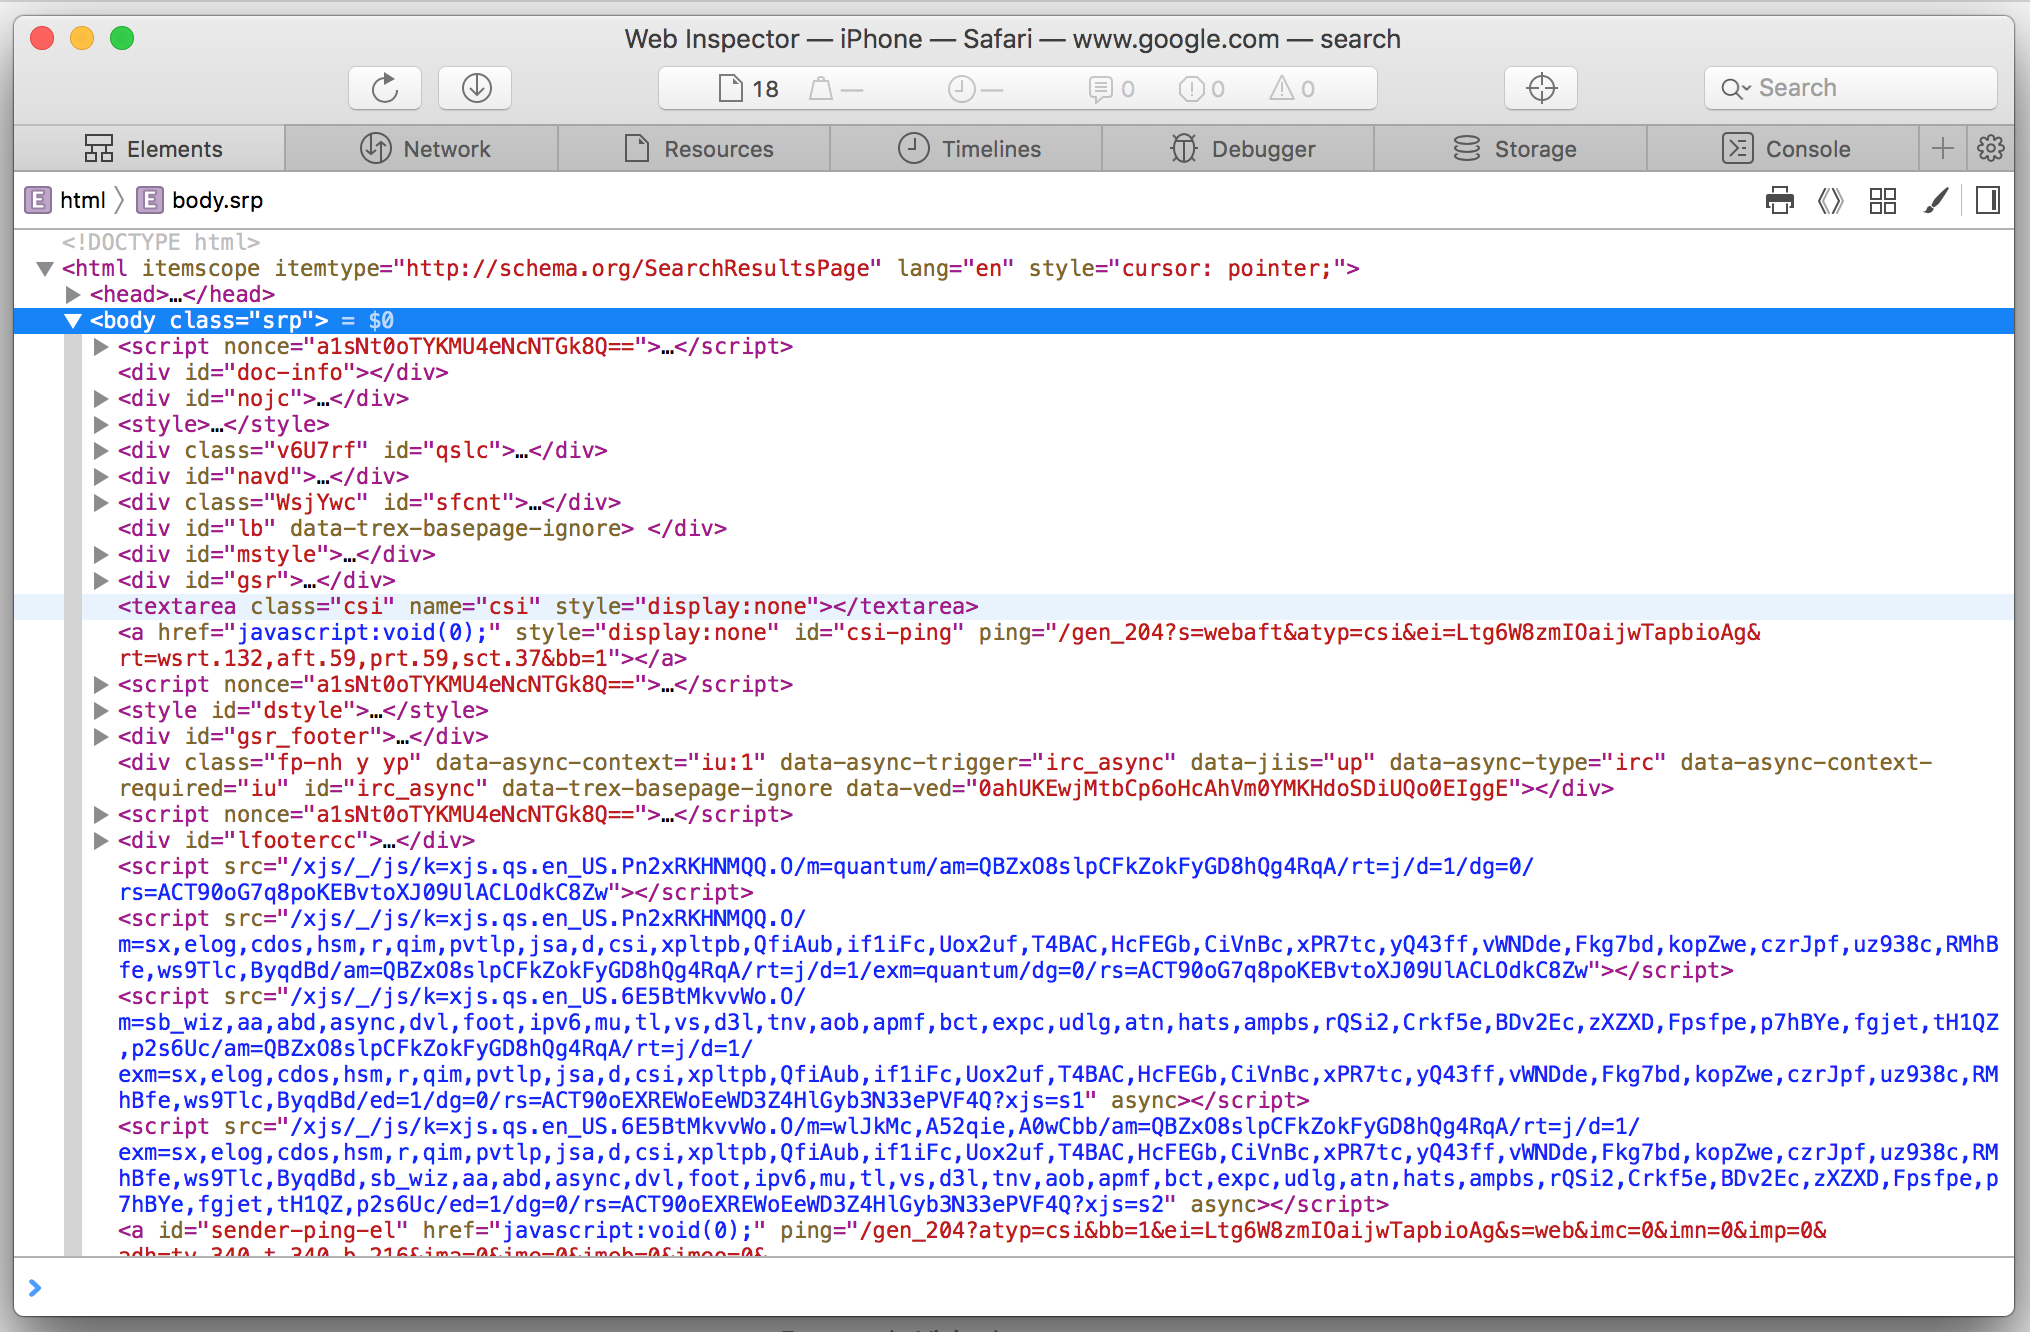 Web Inspector — iPhone — Safari — www.google.com — search
18 — — 0 0 0 Search
Elements Network Resources Timelines Debugger Storage Console
E html E body.srp
<!DOCTYPE html>
<html itemscope itemtype="http://schema.org/SearchResultsPage" lang="en" style="cursor: pointer;">
<head>…</head>
<body class="srp"> = $0
<script nonce="a1sNt0oTYKMU4eNcNTGk8Q==">…</script>
<div id="doc-info"></div>
<div id="nojc">…</div>
<style>…</style>
<div class="v6U7rf" id="qslc">…</div>
<div id="navd">…</div>
<div class="WsjYwc" id="sfcnt">…</div>
<div id="lb" data-trex-basepage-ignore> </div>
<div id="mstyle">…</div>
<div id="gsr">…</div>
<textarea class="csi" name="csi" style="display:none"></textarea>
<a href="javascript:void(0);" style="display:none" id="csi-ping" ping="/gen_204?s=webaft&atyp=csi&ei=Ltg6W8zmIOaijwTapbioAg&
rt=wsrt.132,aft.59,prt.59,sct.37&bb=1"></a>
<script nonce="a1sNt0oTYKMU4eNcNTGk8Q==">…</script>
<style id="dstyle">…</style>
<div id="gsr_footer">…</div>
<div class="fp-nh y yp" data-async-context="iu:1" data-async-trigger="irc_async" data-jiis="up" data-async-type="irc" data-async-context-
required="iu" id="irc_async" data-trex-basepage-ignore data-ved="0ahUKEwjMtbCp6oHcAhVm0YMKHdoSDiUQo0EIggE"></div>
<script nonce="a1sNt0oTYKMU4eNcNTGk8Q==">…</script>
<div id="lfootercc">…</div>
<script src="/xjs/_/js/k=xjs.qs.en_US.Pn2xRKHNMQQ.O/m=quantum/am=QBZxO8slpCFkZokFyGD8hQg4RqA/rt=j/d=1/dg=0/
rs=ACT90oG7q8poKEBvtoXJ09UlACLOdkC8Zw"></script>
<script src="/xjs/_/js/k=xjs.qs.en_US.Pn2xRKHNMQQ.O/
m=sx,elog,cdos,hsm,r,qim,pvtlp,jsa,d,csi,xpltpb,QfiAub,if1iFc,Uox2uf,T4BAC,HcFEGb,CiVnBc,xPR7tc,yQ43ff,vWNDde,Fkg7bd,kopZwe,czrJpf,uz938c,RMhB
fe,ws9Tlc,ByqdBd/am=QBZxO8slpCFkZokFyGD8hQg4RqA/rt=j/d=1/exm=quantum/dg=0/rs=ACT90oG7q8poKEBvtoXJ09UlACLOdkC8Zw"></script>
<script src="/xjs/_/js/k=xjs.qs.en_US.6E5BtMkvvWo.O/
m=sb_wiz,aa,abd,async,dvl,foot,ipv6,mu,tl,vs,d3l,tnv,aob,apmf,bct,expc,udlg,atn,hats,ampbs,rQSi2,Crkf5e,BDv2Ec,zXZXD,Fpsfpe,p7hBYe,fgjet,tH1QZ
,p2s6Uc/am=QBZxO8slpCFkZokFyGD8hQg4RqA/rt=j/d=1/
exm=sx,elog,cdos,hsm,r,qim,pvtlp,jsa,d,csi,xpltpb,QfiAub,if1iFc,Uox2uf,T4BAC,HcFEGb,CiVnBc,xPR7tc,yQ43ff,vWNDde,Fkg7bd,kopZwe,czrJpf,uz938c,RM
hBfe,ws9Tlc,ByqdBd/ed=1/dg=0/rs=ACT90oEXREWoEeWD3Z4HlGyb3N33ePVF4Q?xjs=s1" async></script>
<script src="/xjs/_/js/k=xjs.qs.en_US.6E5BtMkvvWo.O/m=wlJkMc,A52qie,A0wCbb/am=QBZxO8slpCFkZokFyGD8hQg4RqA/rt=j/d=1/
exm=sx,elog,cdos,hsm,r,qim,pvtlp,jsa,d,csi,xpltpb,QfiAub,if1iFc,Uox2uf,T4BAC,HcFEGb,CiVnBc,xPR7tc,yQ43ff,vWNDde,Fkg7bd,kopZwe,czrJpf,uz938c,RM
hBfe,ws9Tlc,ByqdBd,sb_wiz,aa,abd,async,dvl,foot,ipv6,mu,tl,vs,d3l,tnv,aob,apmf,bct,expc,udlg,atn,hats,ampbs,rQSi2,Crkf5e,BDv2Ec,zXZXD,Fpsfpe,p
7hBYe,fgjet,tH1QZ,p2s6Uc/ed=1/dg=0/rs=ACT90oEXREWoEeWD3Z4HlGyb3N33ePVF4Q?xjs=s2" async></script>
<a id="sender-ping-el" href="javascript:void(0);" ping="/gen_204?atyp=csi&bb=1&ei=Ltg6W8zmIOaijwTapbioAg&s=web&imc=0&imn=0&imp=0&